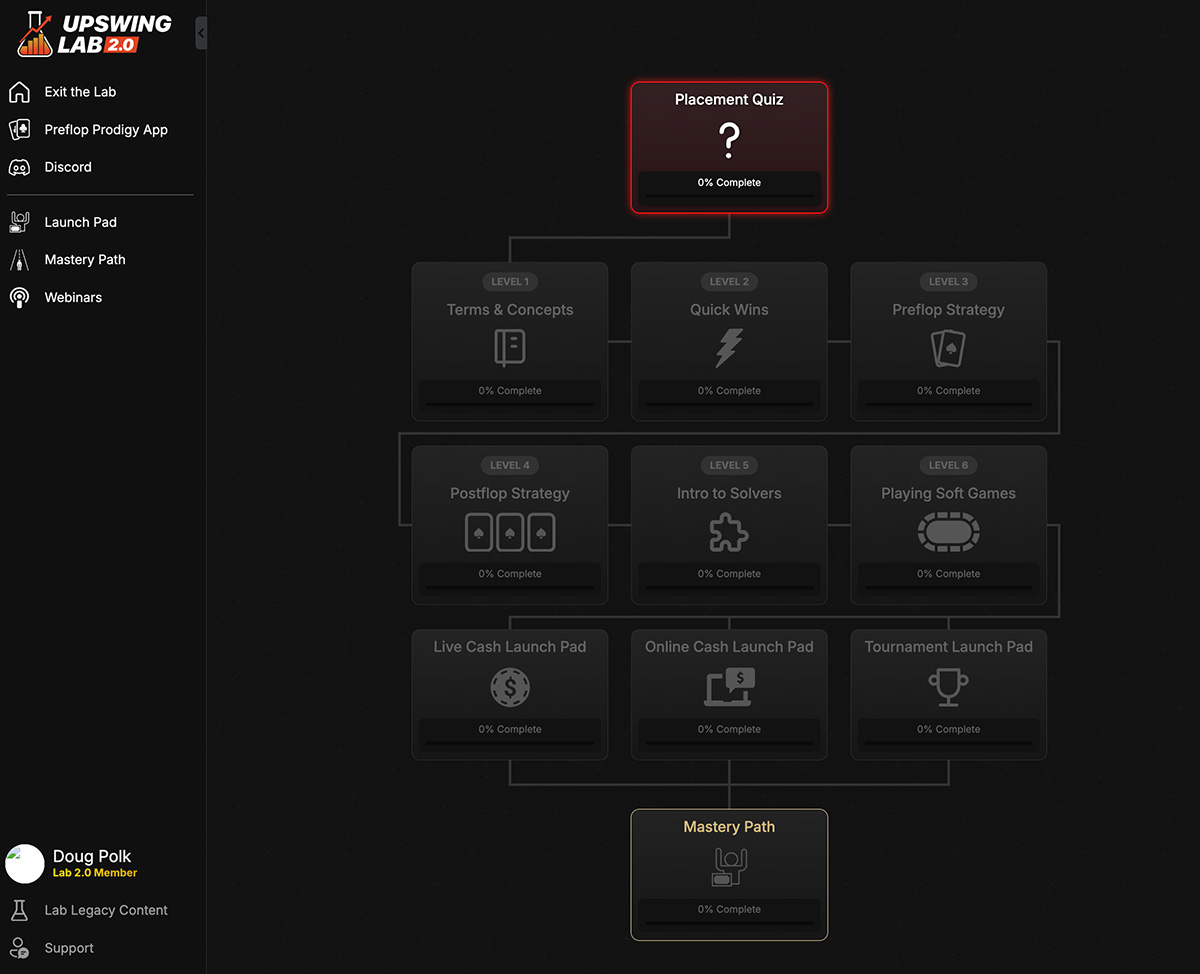 UPSWING
LAB 2.0
Exit the Lab
Preflop Prodigy App
Discord
Launch Pad
Mastery Path
Webinars
Placement Quiz
?
0% Complete
LEVEL 1
Terms & Concepts
0% Complete
LEVEL 2
Quick Wins
0% Complete
LEVEL 3
Preflop Strategy
0% Complete
LEVEL 4
Postflop Strategy
0% Complete
LEVEL 5
Intro to Solvers
0% Complete
LEVEL 6
Playing Soft Games
0% Complete
Live Cash Launch Pad
$
0% Complete
Online Cash Launch Pad
$
0% Complete
Tournament Launch Pad
0% Complete
Mastery Path
0% Complete
Doug Polk
Lab 2.0 Member
Lab Legacy Content
Support